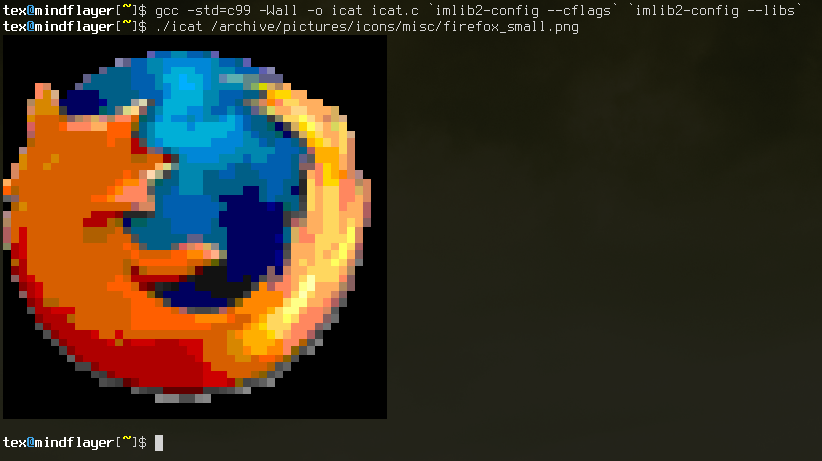 tex@mindflayer[~]$ gcc -std=c99 -Wall -o icat icat.c `imlib2-config --cflags` `imlib2-config --libs`
tex@mindflayer[~]$ ./icat /archive/pictures/icons/misc/firefox_small.png
tex@mindflayer[~]$